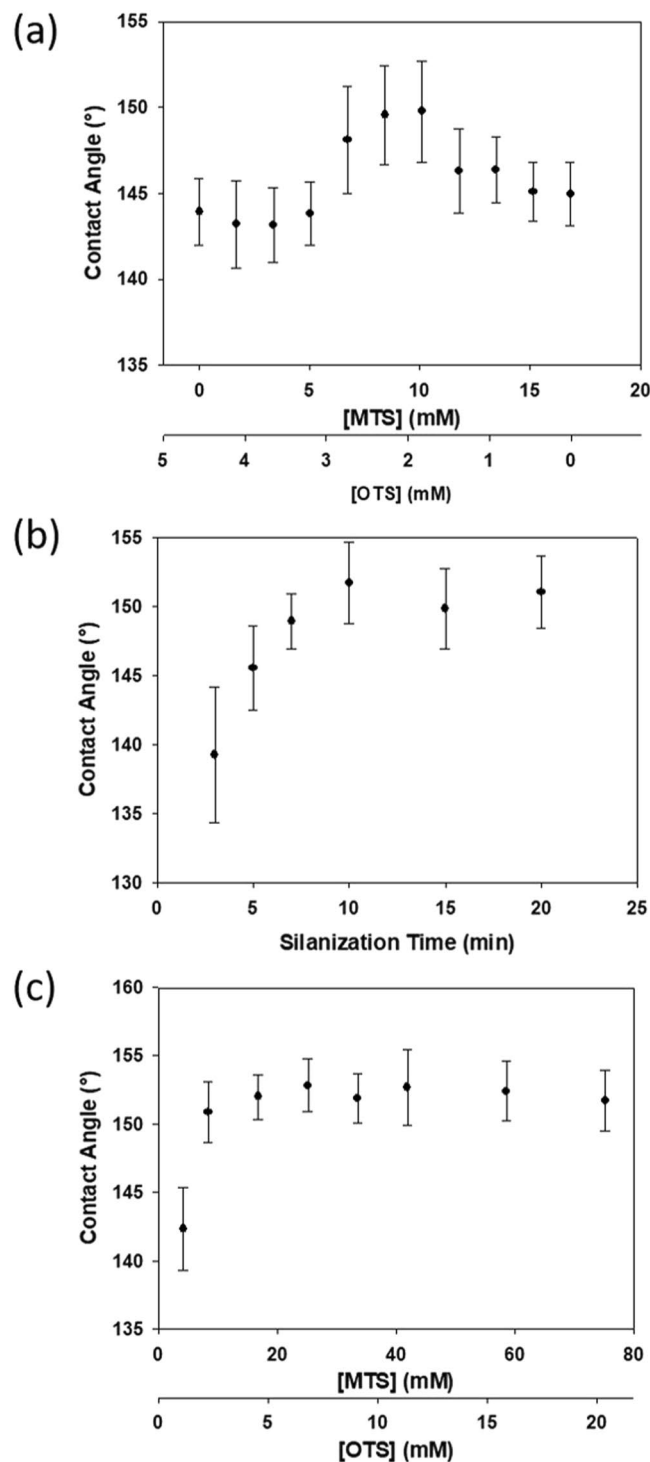 (a)
155
150
145
140
135
Contact Angle (°)
0 5 10 15 20
[MTS] (mM)
5 4 3 2 1 0
[OTS] (mM)
(b)
155
150
145
140
135
130
Contact Angle (°)
0 5 10 15 20 25
Silanization Time (min)
(c)
160
155
150
145
140
135
Contact Angle (°)
0 20 40 60 80
[MTS] (mM)
0 5 10 15 20
[OTS] (mM)